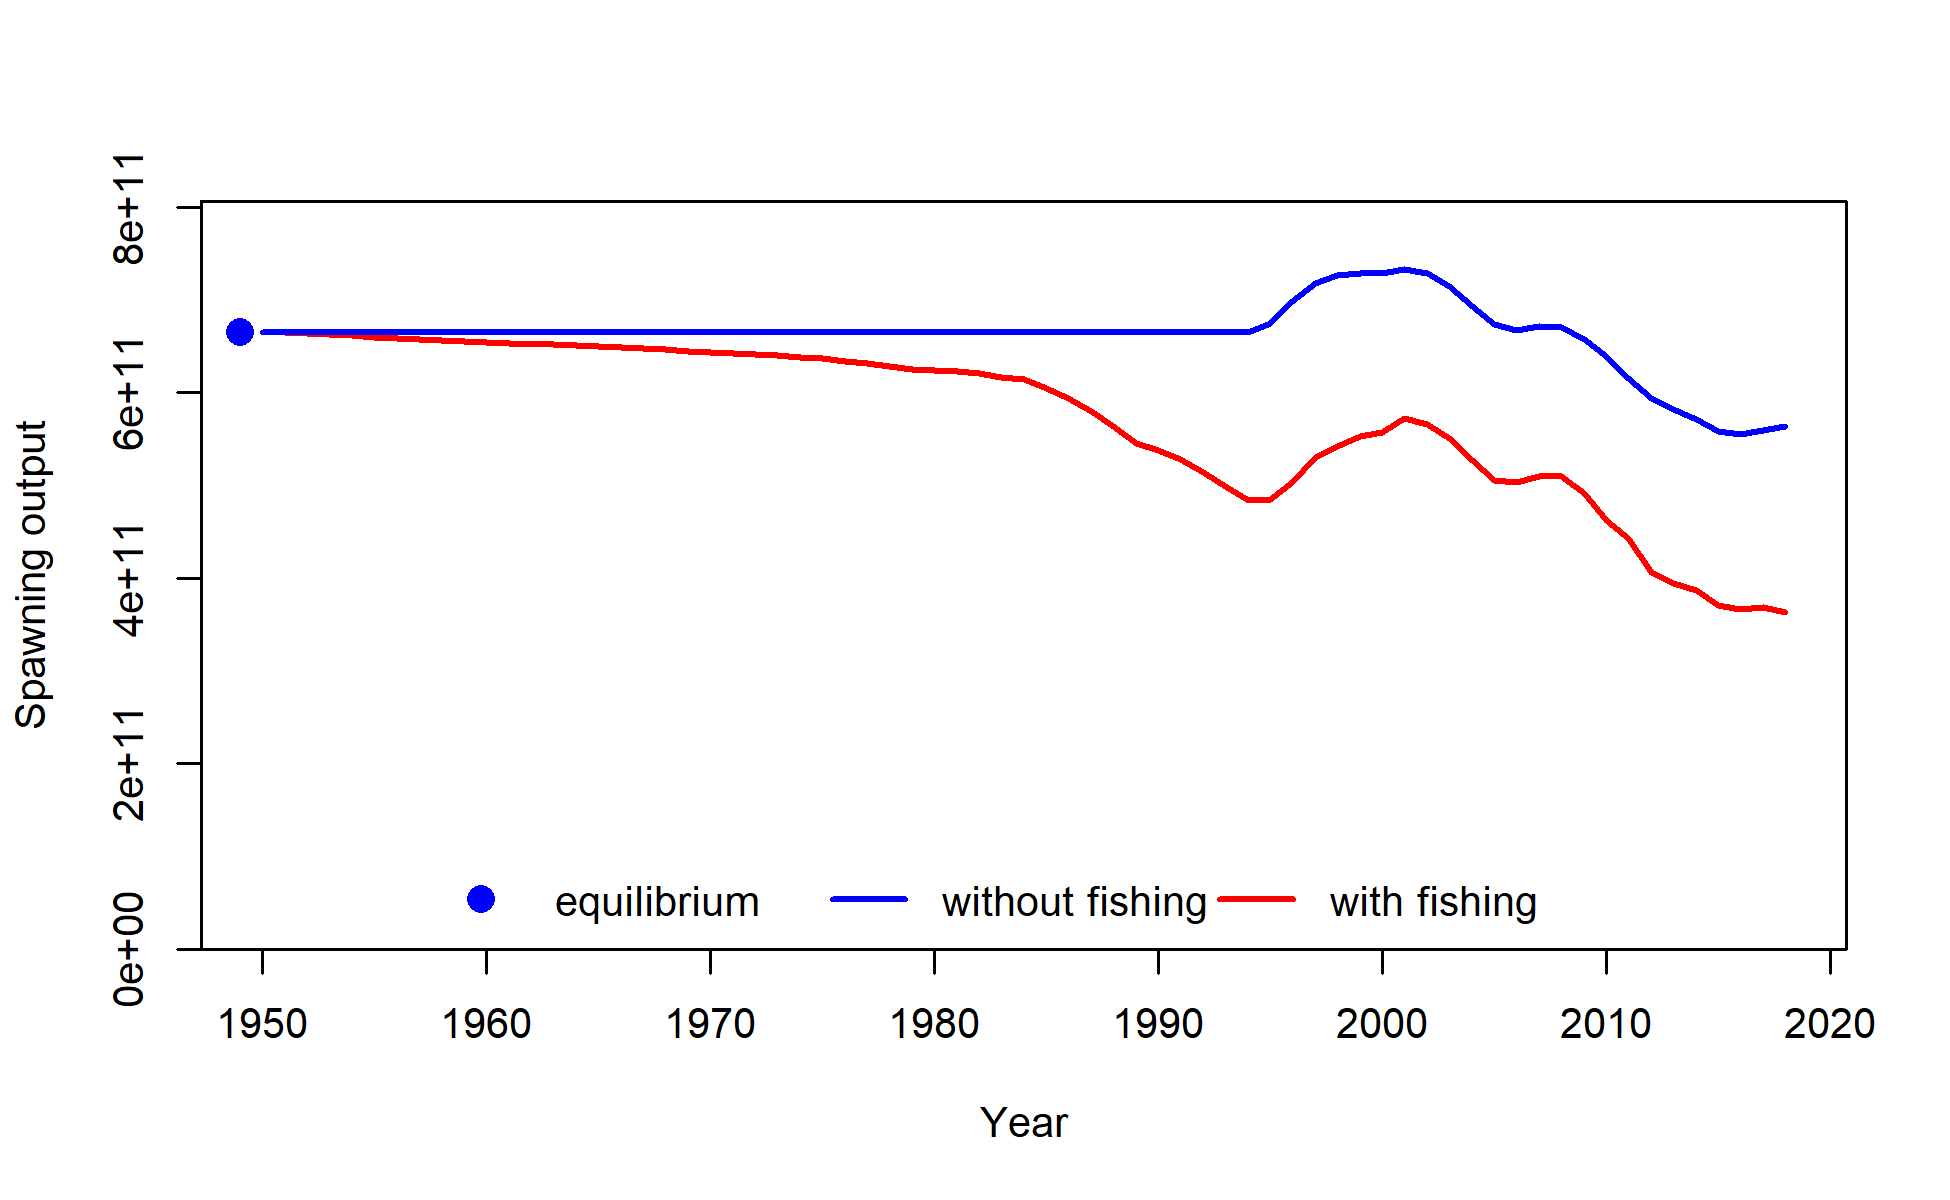 Spawning output
8e+11
6e+11
4e+11
2e+11
0e+00
equilibrium without fishing with fishing
1950 1960 1970 1980 1990 2000 2010 2020
Year